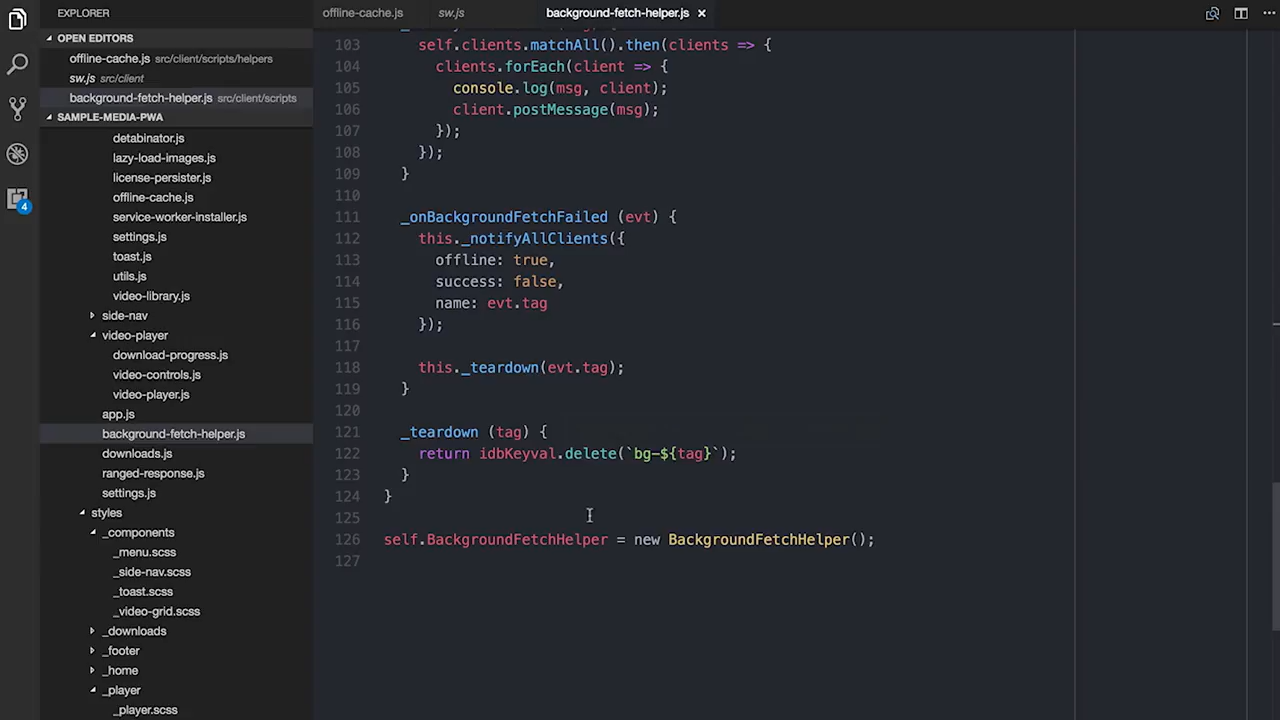 EXPLORER
OPEN EDITORS
offline-cache.js src/client/scripts/helpers
sw.js src/client
background-fetch-helper.js src/client/scripts
SAMPLE-MEDIA-PWA
detabinator.js
lazy-load-images.js
license-persister.js
offline-cache.js
service-worker-installer.js
settings.js
toast.js
utils.js
video-library.js
side-nav
video-player
download-progress.js
video-controls.js
video-player.js
app.js
background-fetch-helper.js
downloads.js
ranged-response.js
settings.js
styles
_components
_menu.scss
_side-nav.scss
_toast.scss
_video-grid.scss
_downloads
_footer
_home
_player
_player.scss
4
offline-cache.js sw.js background-fetch-helper.js
103 self.clients.matchAll().then(clients => {
104 clients.forEach(client => {
105 console.log(msg, client);
106 client.postMessage(msg);
107 });
108 });
109 }
110
111 _onBackgroundFetchFailed (evt) {
112 this._notifyAllClients({
113 offline: true,
114 success: false,
115 name: evt.tag
116 });
117
118 this._teardown(evt.tag);
119 }
120
121 _teardown (tag) {
122 return idbKeyval.delete(`bg-${tag}`);
123 }
124 }
125
126 self.BackgroundFetchHelper = new BackgroundFetchHelper();
127